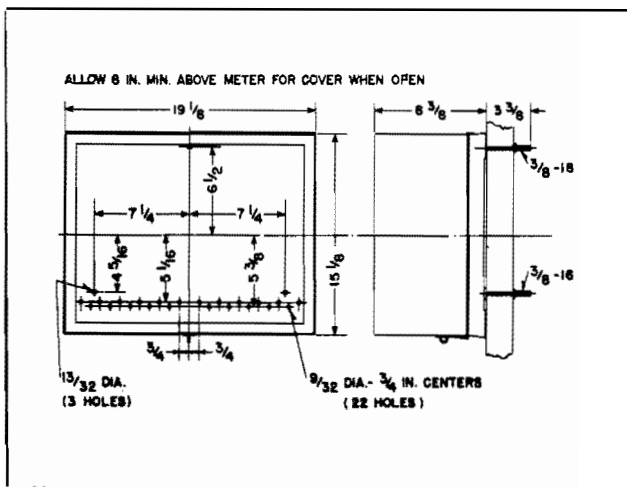 ALLOW 6 IN. MIN. ABOVE METER FOR COVER WHEN OPEN
19 1/8
8 3/8
3 3/8
3/8-16
6 1/2
7 1/4
7 1/4
4 5/16
5 1/16
5 3/8
15 1/8
3/8-16
3/4
3/4
13/32 DIA.
(3 HOLES)
9/32 DIA.- 3/4 IN. CENTERS
(22 HOLES)